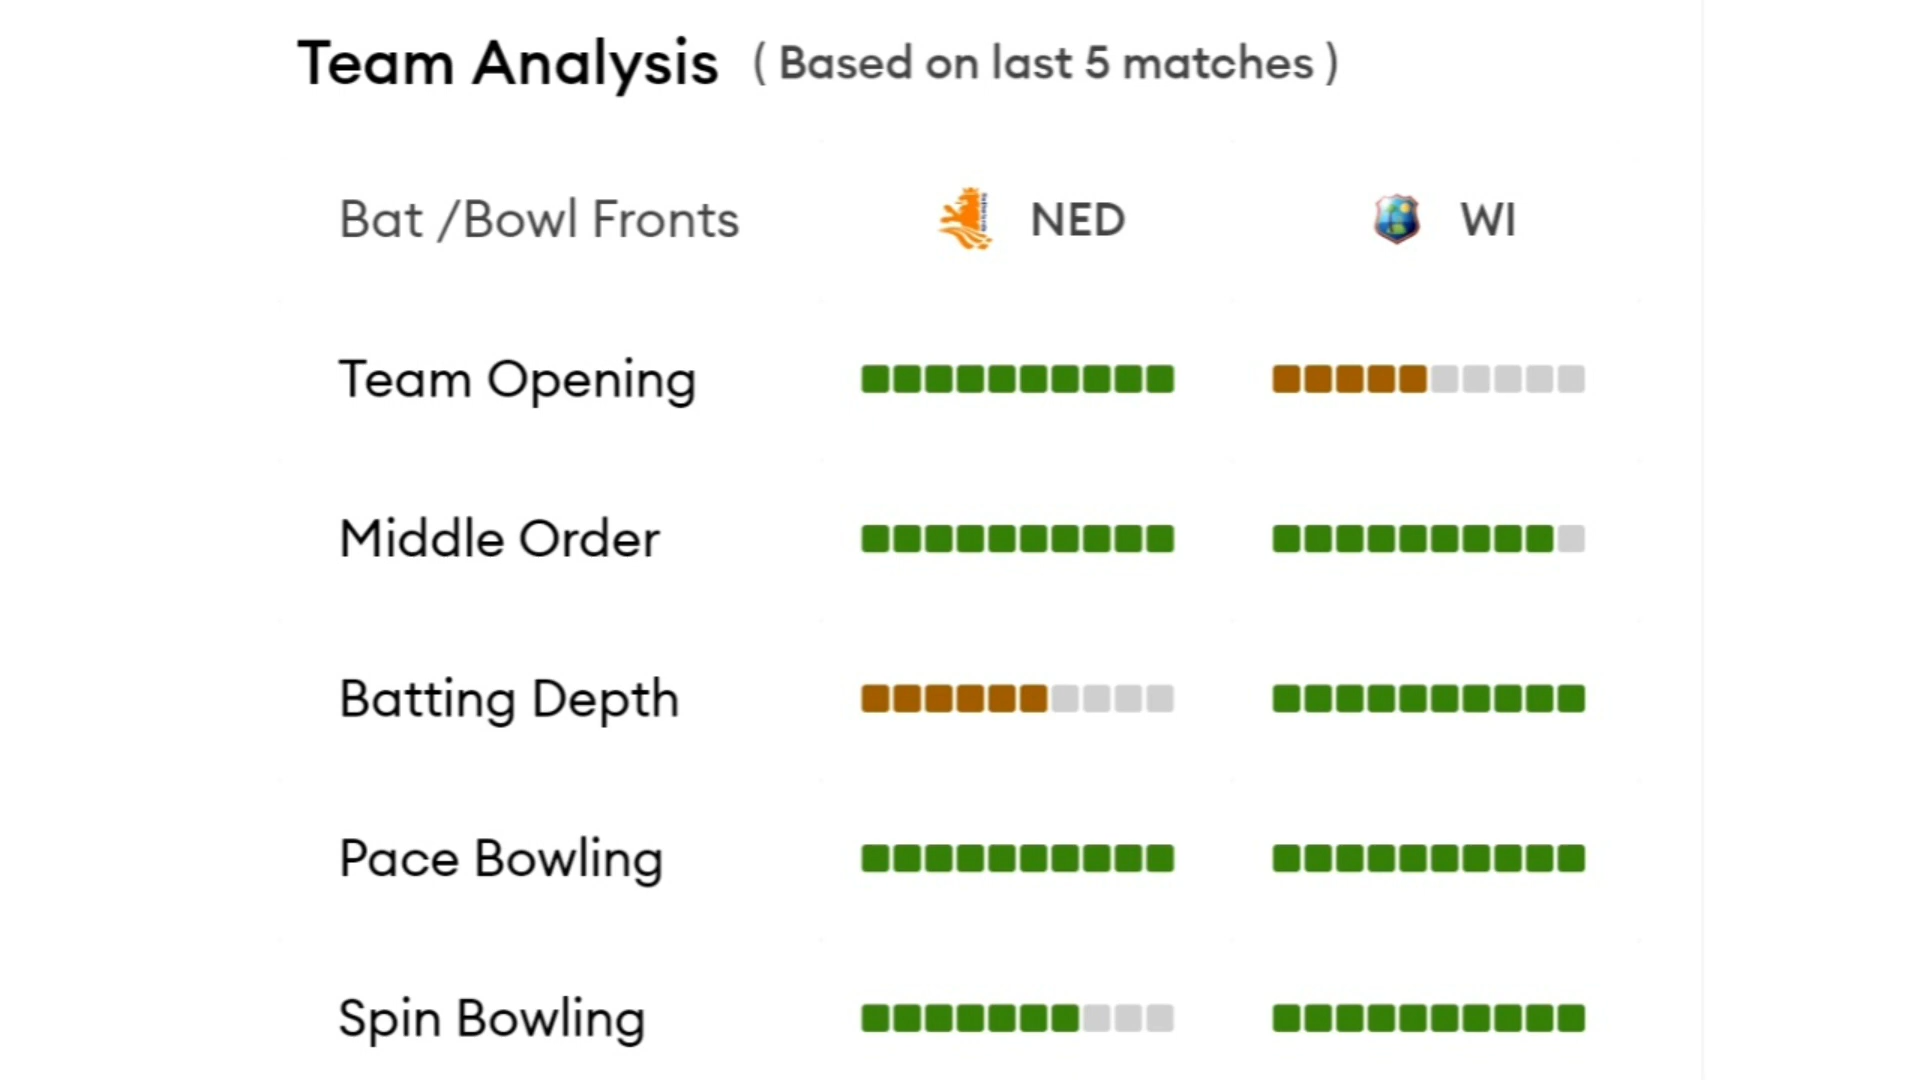 Team Analysis ( Based on last 5 matches )
Bat /Bowl Fronts NED WI
Team Opening
Middle Order
Batting Depth
Pace Bowling
Spin Bowling